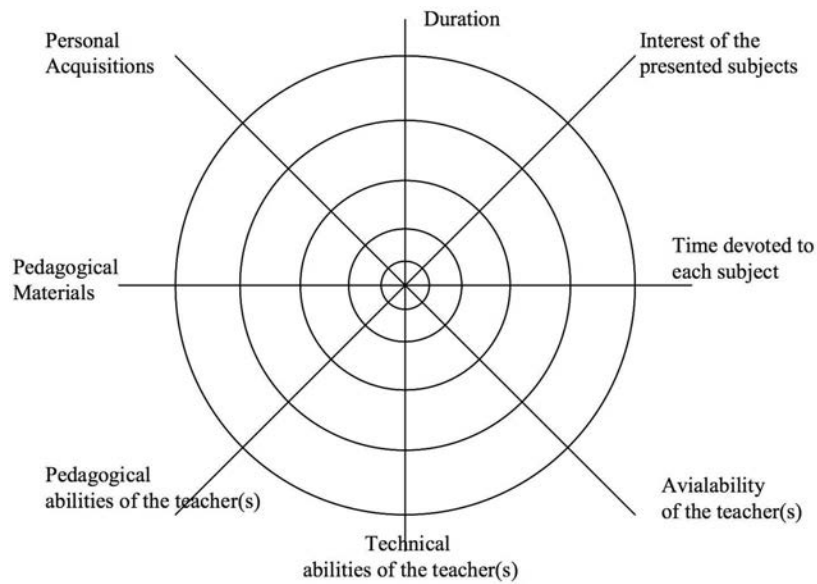 Duration
Personal
Acquisitions
Interest of the
presented subjects
Time devoted to
each subject
Pedagogical
Materials
Pedagogical
abilities of the teacher(s)
Avialability
of the teacher(s)
Technical
abilities of the teacher(s)